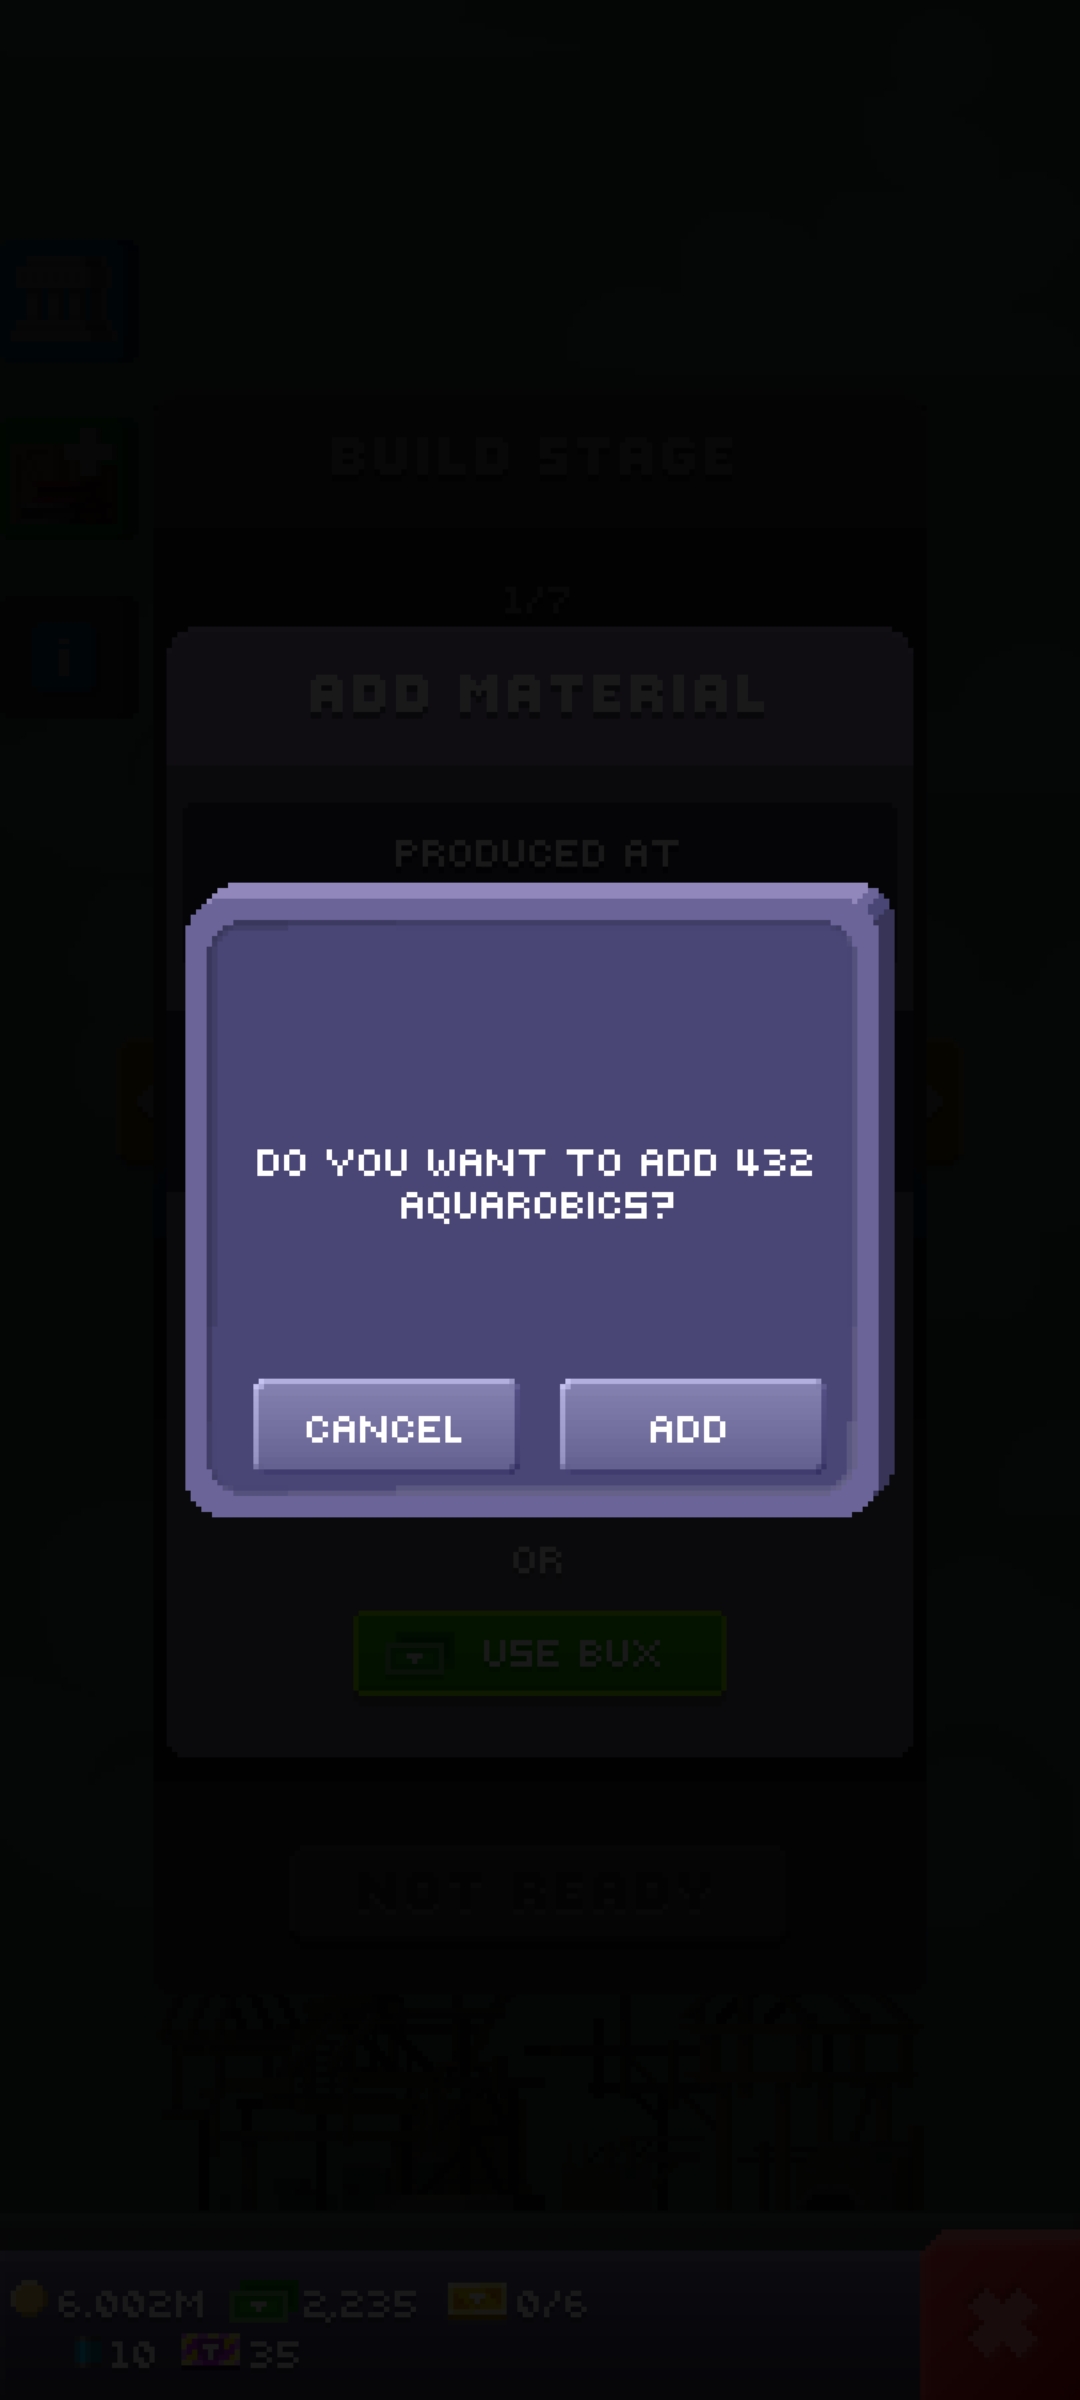 BUILD STAGE
1/7
i
ADD MATERIAL
PRODUCED AT
DO YOU WANT TO ADD 432
AQUAROBICS?
CANCEL
ADD
OR
USE BUX
NOT READY
6.002M 2,235 0/6
10 T 35